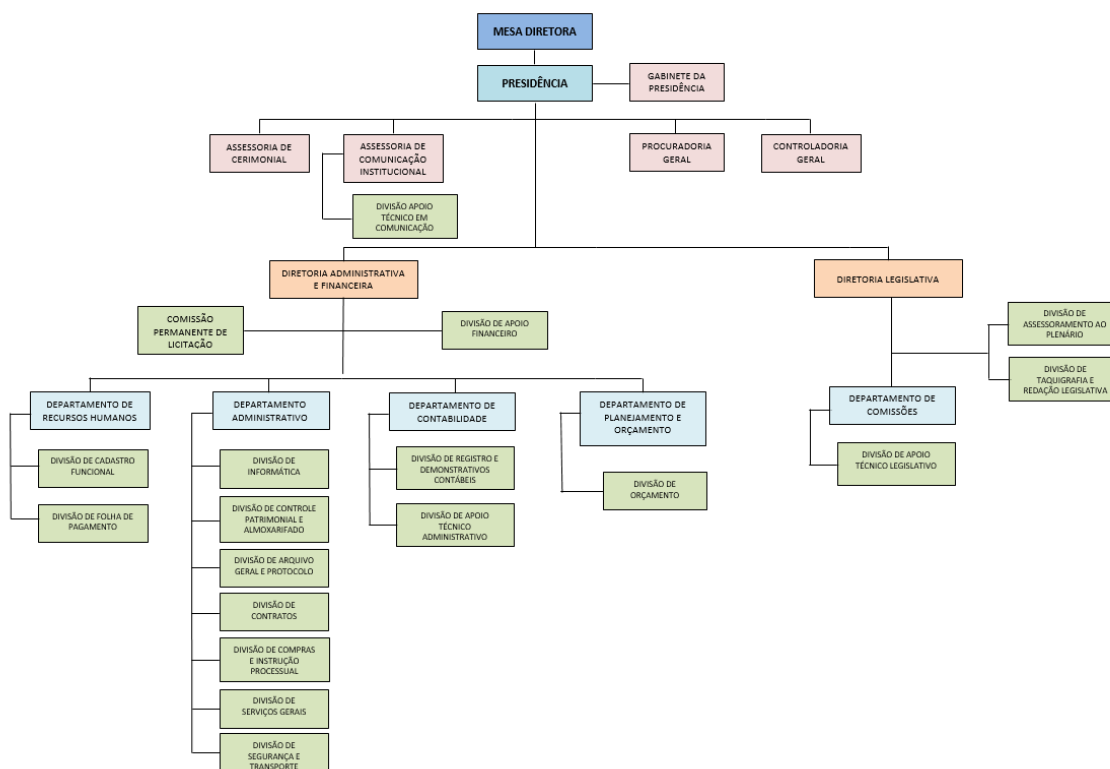 MESA DIRETORA
PRESIDÊNCIA
GABINETE DA
PRESIDÊNCIA
ASSESSORIA DE
CERIMONIAL
ASSESSORIA DE
COMUNICAÇÃO
INSTITUCIONAL
PROCURADORIA
GERAL
CONTROLADORIA
GERAL
DIVISÃO APOIO
TÉCNICO EM
COMUNICAÇÃO
DIRETORIA ADMINISTRATIVA
E FINANCEIRA
DIRETORIA LEGISLATIVA
COMISSÃO
PERMANENTE DE
LICITAÇÃO
DIVISÃO DE APOIO
FINANCEIRO
DIVISÃO DE
ASSESSORAMENTO AO
PLENÁRIO
DIVISÃO DE
TAQUIGRAFIA E
REDAÇÃO LEGISLATIVA
DEPARTAMENTO DE
RECURSOS HUMANOS
DEPARTAMENTO
ADMINISTRATIVO
DEPARTAMENTO DE
CONTABILIDADE
DEPARTAMENTO DE
PLANEJAMENTO E
ORÇAMENTO
DEPARTAMENTO DE
COMISSÕES
DIVISÃO DE CADASTRO
FUNCIONAL
DIVISÃO DE FOLHA DE
PAGAMENTO
DIVISÃO DE
INFORMÁTICA
DIVISÃO DE CONTROLE
PATRIMONIAL E
ALMOXARIFADO
DIVISÃO DE ARQUIVO
GERAL E PROTOCOLO
DIVISÃO DE
CONTRATOS
DIVISÃO DE COMPRAS
E INSTRUÇÃO
PROCESSUAL
DIVISÃO DE
SERVIÇOS GERAIS
DIVISÃO DE
SEGURANÇA E
TRANSPORTE
DIVISÃO DE REGISTRO E
DEMONSTRATIVOS
CONTÁBEIS
DIVISÃO DE APOIO
TÉCNICO
ADMINISTRATIVO
DIVISÃO DE
ORÇAMENTO
DIVISÃO DE APOIO
TÉCNICO LEGISLATIVO